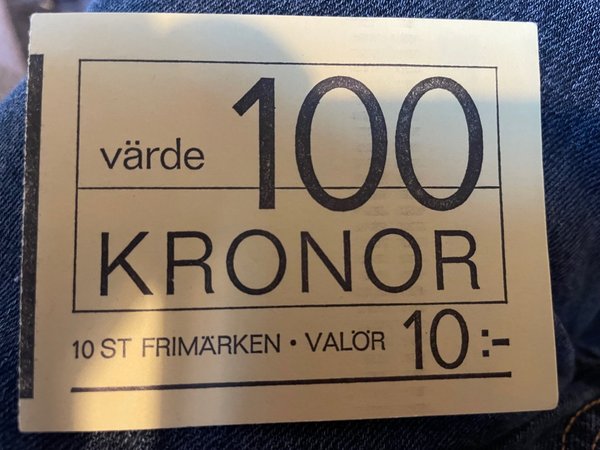 värde 100
KRONOR
10 ST FRIMÄRKEN · VALÖR 10:-